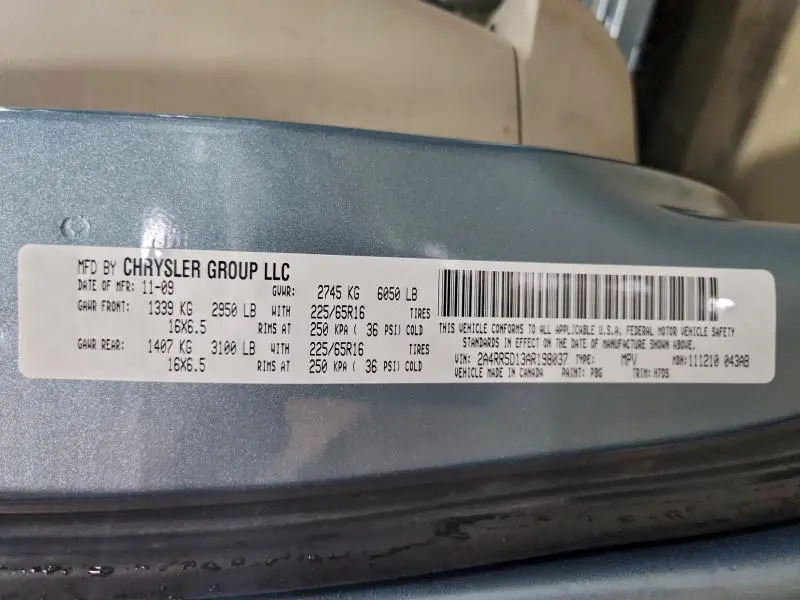 MFD BY CHRYSLER GROUP LLC
DATE OF MFR: 11-09 GVWR: 2745 KG 6050 LB
GAWR FRONT: 1339 KG 2950 LB WITH 225/65R16 TIRES
16X6.5 RIMS AT 250 KPA ( 36 PSI) COLD
GAWR REAR: 1407 KG 3100 LB WITH 225/65R16 TIRES
16X6.5 RIMS AT 250 KPA ( 36 PSI) COLD
THIS VEHICLE CONFORMS TO ALL APPLICABLE U.S.A. FEDERAL MOTOR VEHICLE SAFETY
STANDARDS IN EFFECT ON THE DATE OF MANUFACTURE SHOWN ABOVE.
VIN: 2A4RR5D13AR198037 TYPE: MPV MDH: 111210 043AB
VEHICLE MADE IN CANADA PAINT: PBG TRIM: H7DS